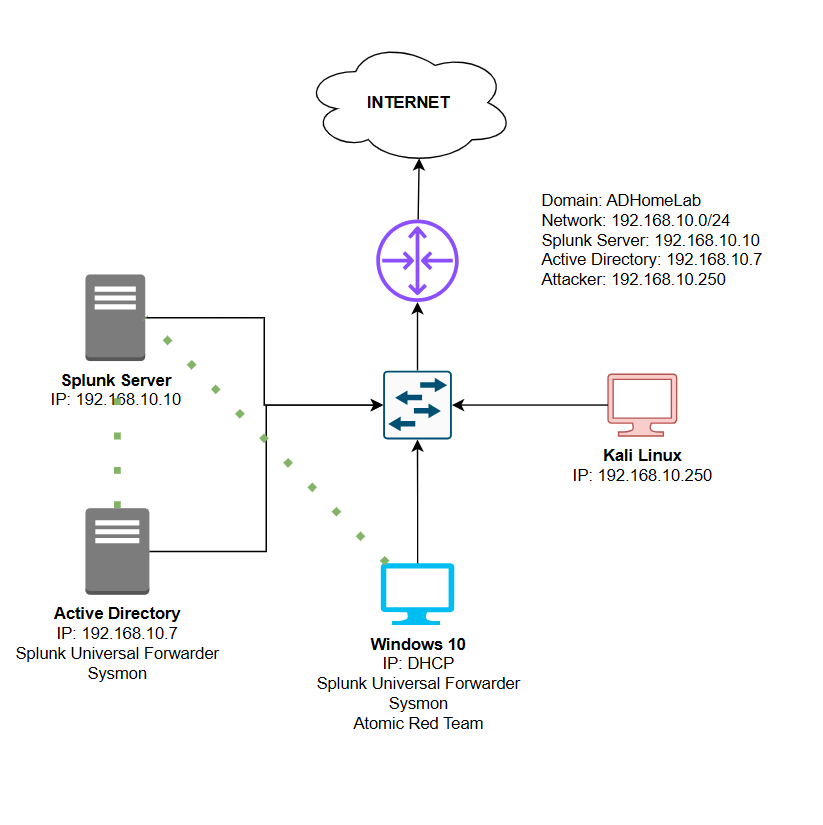 INTERNET
Domain: ADHomeLab
Network: 192.168.10.0/24
Splunk Server: 192.168.10.10
Active Directory: 192.168.10.7
Attacker: 192.168.10.250
Splunk Server
IP: 192.168.10.10
Kali Linux
IP: 192.168.10.250
Active Directory
IP: 192.168.10.7
Splunk Universal Forwarder
Sysmon
Windows 10
IP: DHCP
Splunk Universal Forwarder
Sysmon
Atomic Red Team